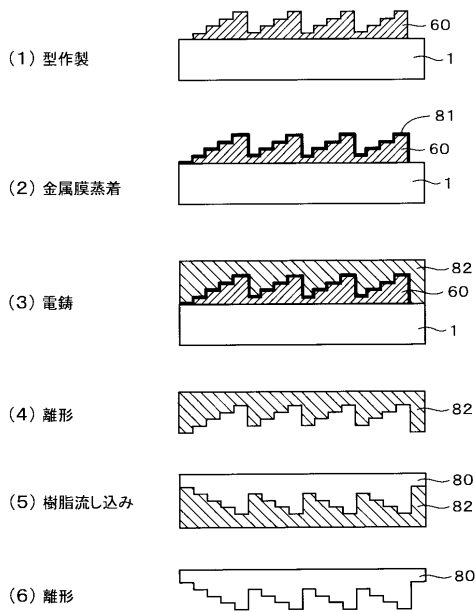 60
(1) 型作製
1
81
60
(2) 金属膜蒸着
1
82
(3) 電鋳
60
1
(4) 離形
82
80
(5) 樹脂流し込み
82
80
(6) 離形